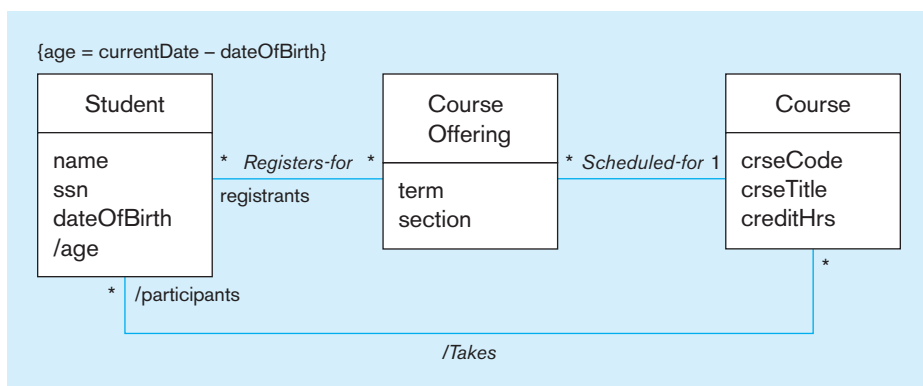 {age = currentDate – dateOfBirth}
Student
name
ssn
dateOfBirth
/age
* Registers-for *
registrants
Course
Offering
term
section
* Scheduled-for 1
Course
crseCode
crseTitle
creditHrs
* /participants
*
/Takes